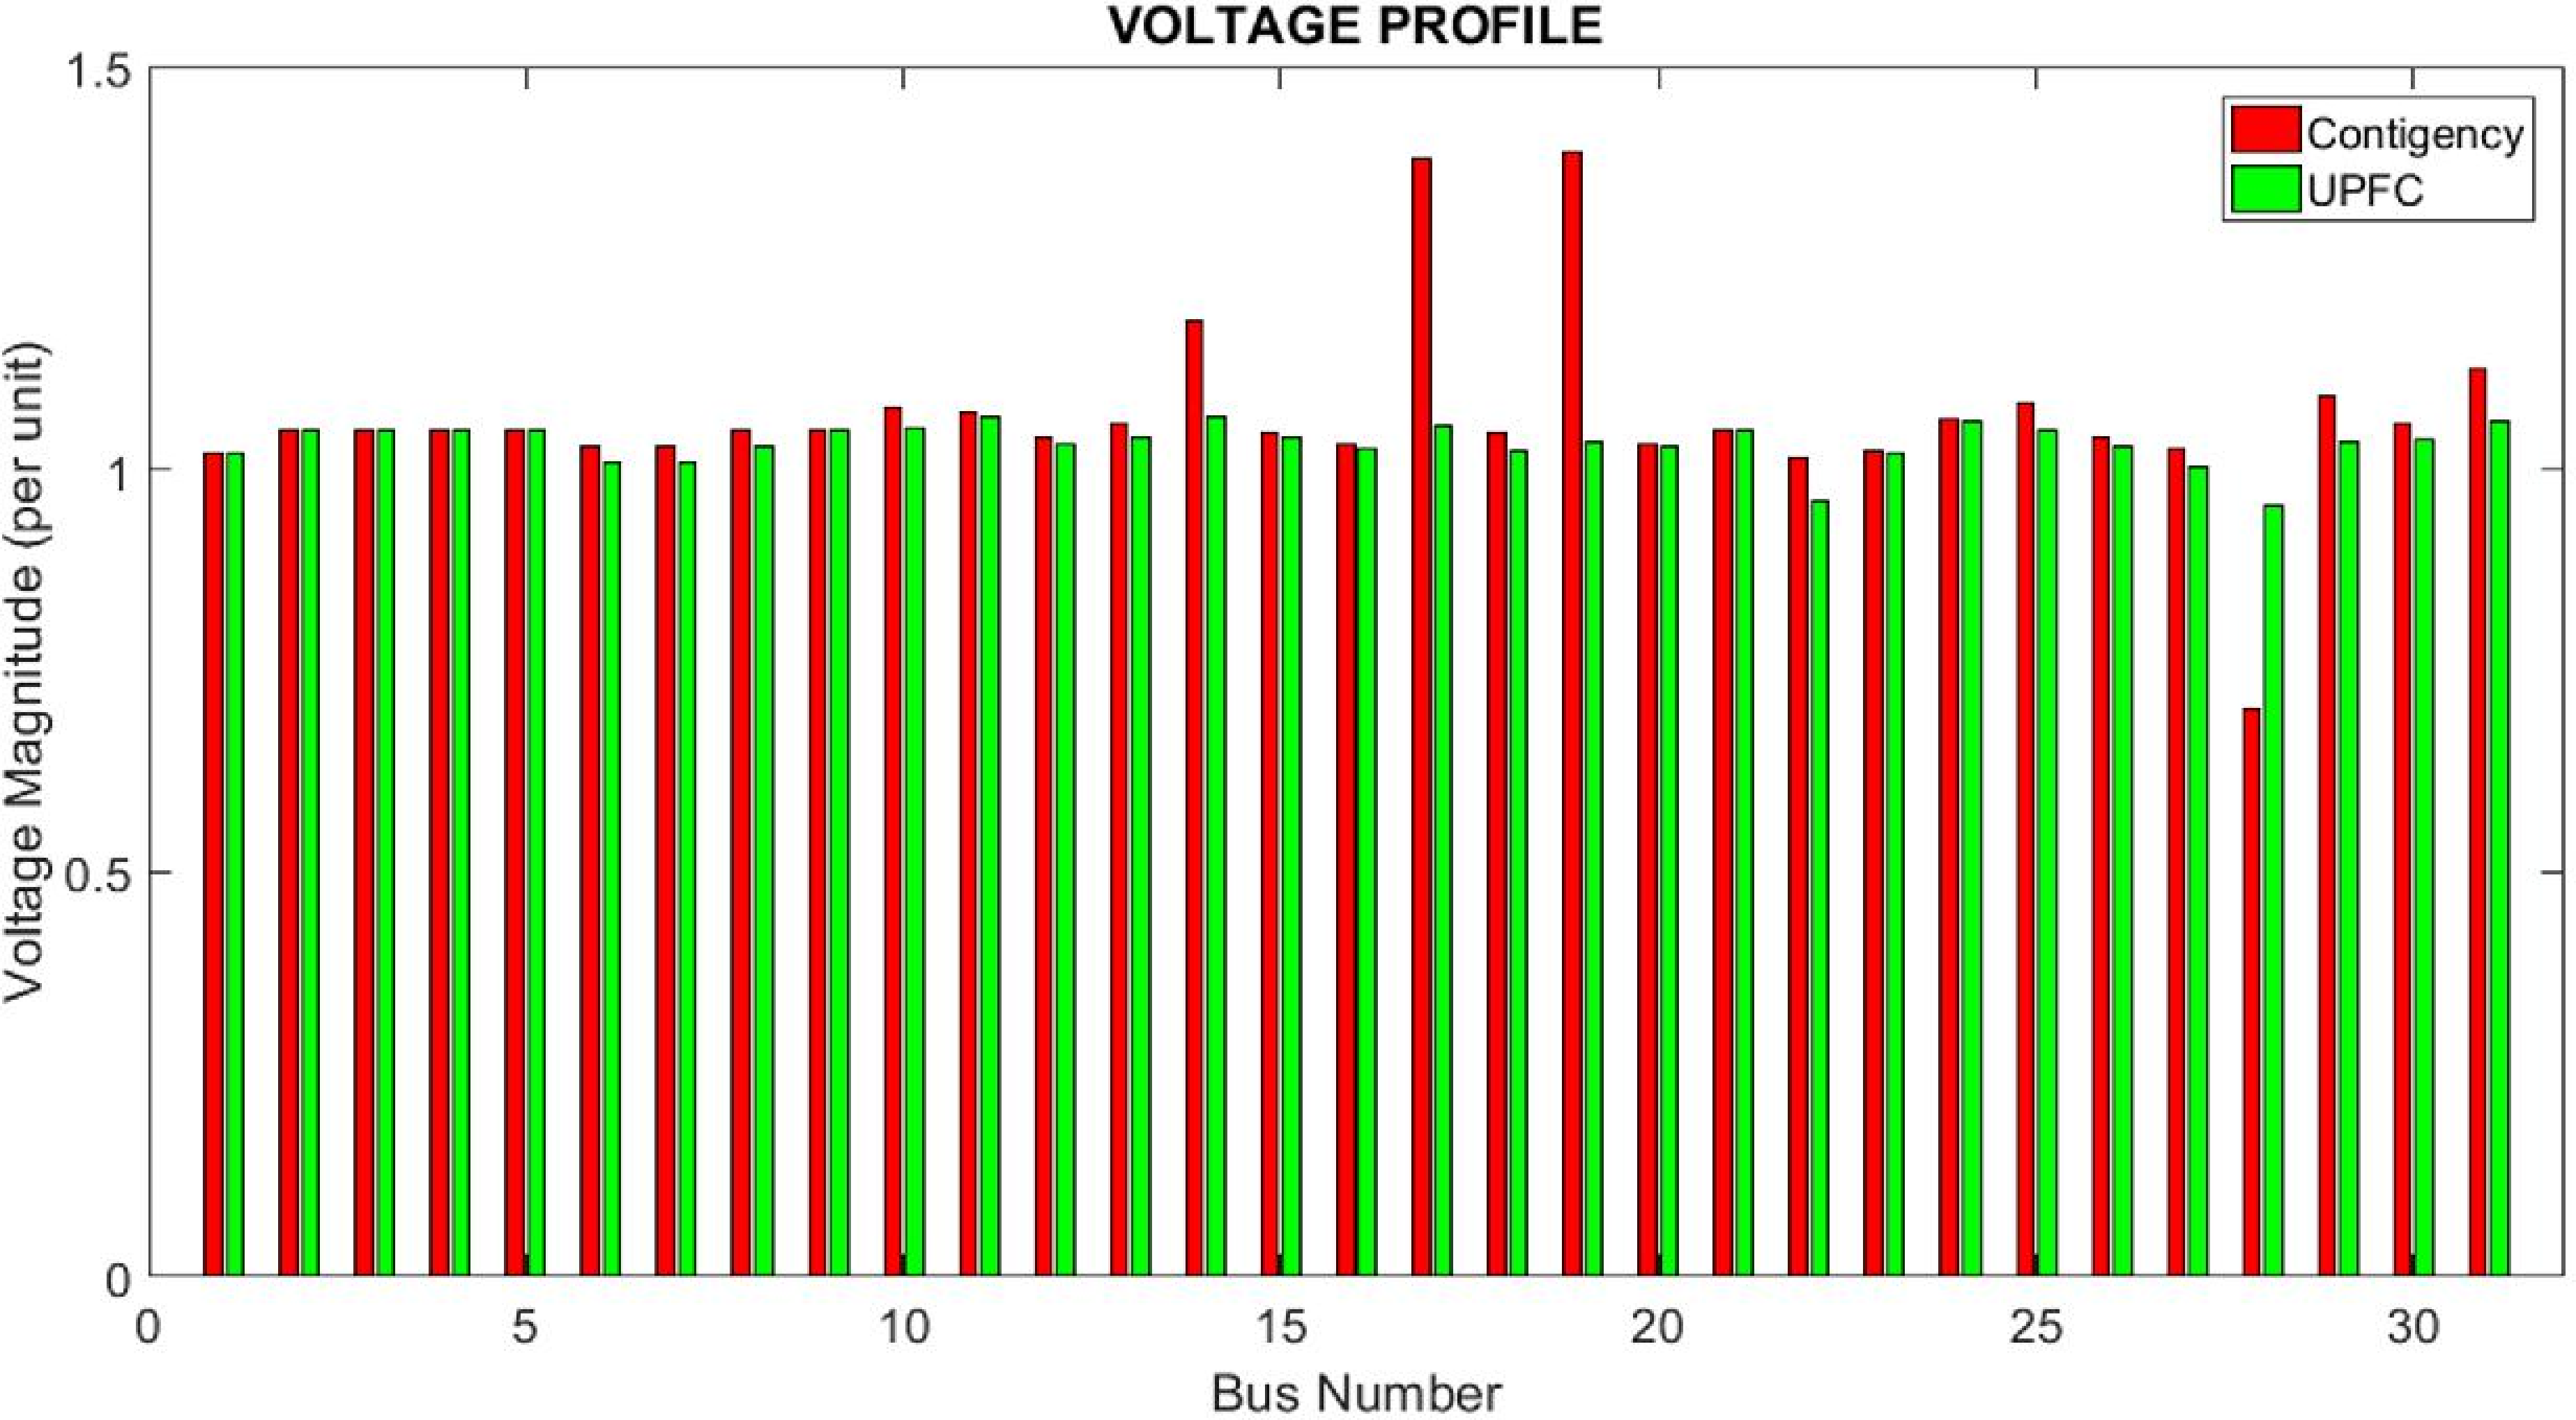 VOLTAGE PROFILE
1.5
1
0.5
0
Voltage Magnitude (per unit)
Contigency
UPFC
0 5 10 15 20 25 30
Bus Number